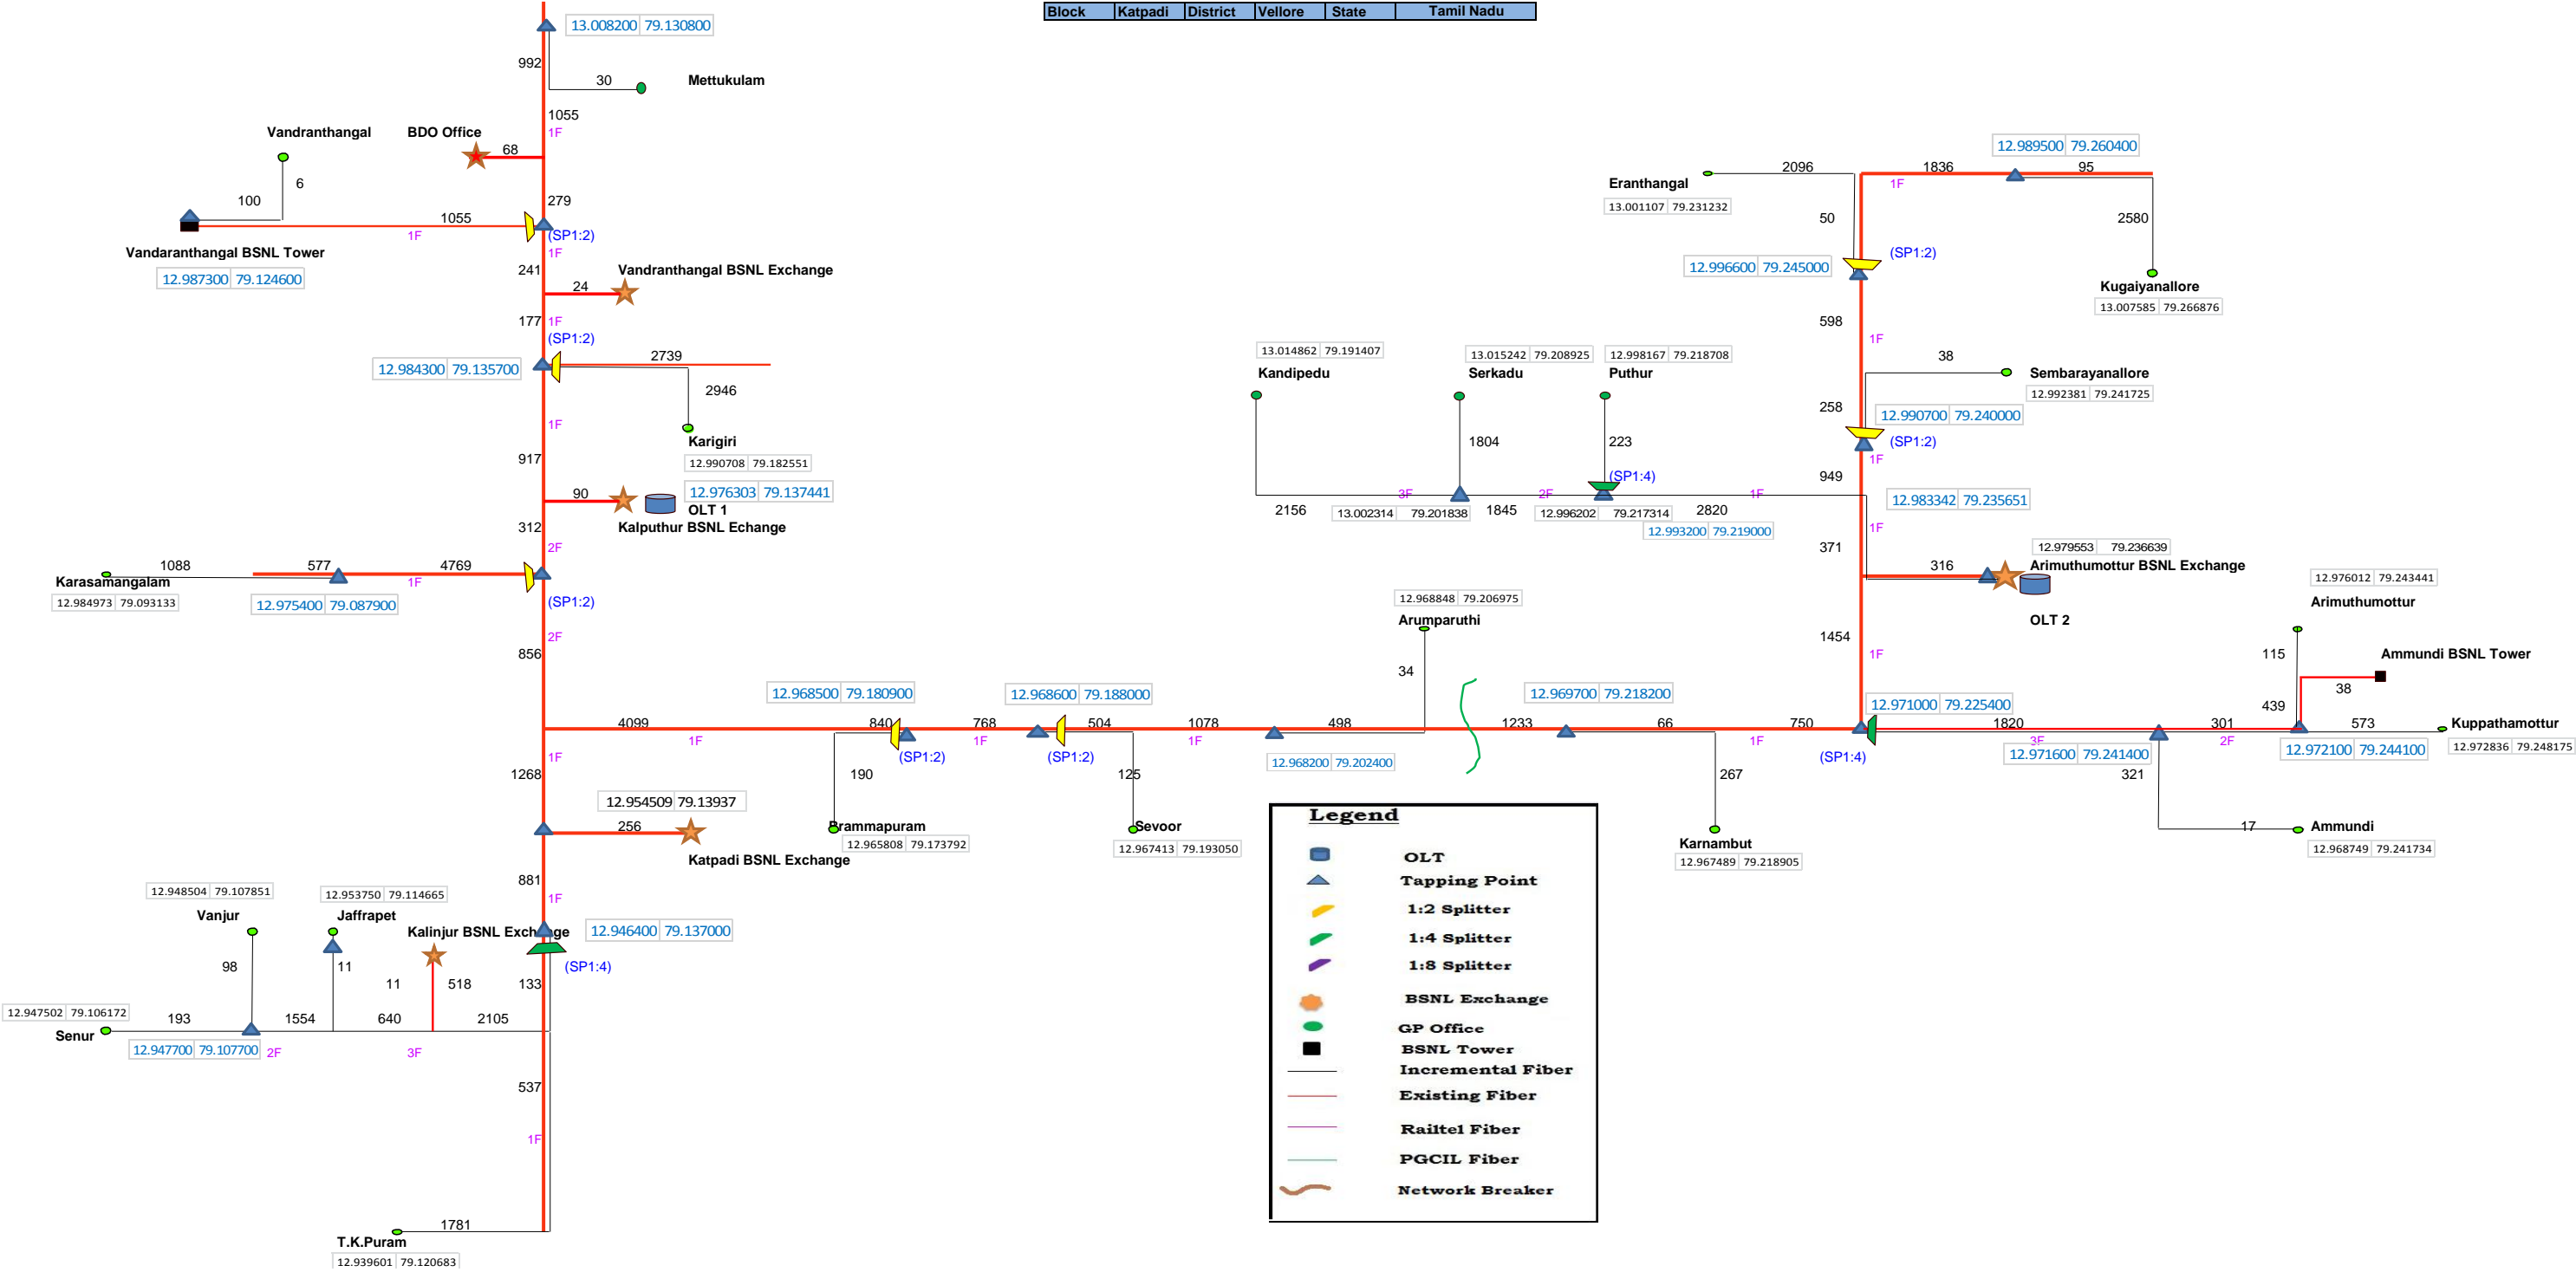 Block Katpadi District Vellore State Tamil Nadu
13.008200 79.130800
992
30
Mettukulam
1055
1F
Vandranthangal
BDO Office
68
6
100
279
1055
1F
(SP1:2)
1F
Vandaranthangal BSNL Tower
12.987300 79.124600
241
Vandranthangal BSNL Exchange
24
177
1F
(SP1:2)
2739
12.984300 79.135700
2946
1F
Karigiri
12.990708 79.182551
917
90
12.976303 79.137441
OLT 1
Kalputhur BSNL Echange
312
2F
1088
577
4769
1F
Karasamangalam
12.984973 79.093133
12.975400 79.087900
(SP1:2)
2F
856
12.989500 79.260400
2096
1836
95
Eranthangal
1F
13.001107 79.231232
50
2580
(SP1:2)
12.996600 79.245000
Kugaiyanallore
13.007585 79.266876
598
1F
38
Sembarayanallore
12.992381 79.241725
258
12.990700 79.240000
(SP1:2)
1F
949
13.014862 79.191407
Kandipedu
13.015242 79.208925
Serkadu
12.998167 79.218708
Puthur
1804
223
(SP1:4)
3F
2F
1F
2156
13.002314 79.201838
1845
12.996202 79.217314
2820
12.993200 79.219000
12.983342 79.235651
1F
371
12.979553 79.236639
316
Arimuthumottur BSNL Exchange
OLT 2
1454
1F
12.976012 79.243441
Arimuthumottur
115
Ammundi BSNL Tower
38
439
12.968848 79.206975
Arumparuthi
34
12.968500 79.180900
12.968600 79.188000
12.969700 79.218200
12.971000 79.225400
4099
840
768
504
1078
498
1233
66
750
1820
301
573
1F
1F
1F
1F
3F
2F
(SP1:2)
(SP1:2)
(SP1:4)
12.968200 79.202400
12.971600 79.241400
12.972100 79.244100
Kuppathamottur
12.972836 79.248175
1F
1268
190
125
267
321
12.954509 79.13937
256
Katpadi BSNL Exchange
Brammapuram
12.965808 79.173792
Sevoor
12.967413 79.193050
Karnambut
12.967489 79.218905
17
Ammundi
12.968749 79.241734
881
1F
12.948504 79.107851
Vanjur
12.953750 79.114665
Jaffrapet
Kalinjur BSNL Exchange
12.946400 79.137000
(SP1:4)
98
11
11
518
133
12.947502 79.106172
Senur
193
1554
640
2105
12.947700 79.107700
2F
3F
537
1F
1781
T.K.Puram
12.939601 79.120683
Legend
OLT
Tapping Point
1:2 Splitter
1:4 Splitter
1:8 Splitter
BSNL Exchange
GP Office
BSNL Tower
Incremental Fiber
Existing Fiber
Railtel Fiber
PGCIL Fiber
Network Breaker